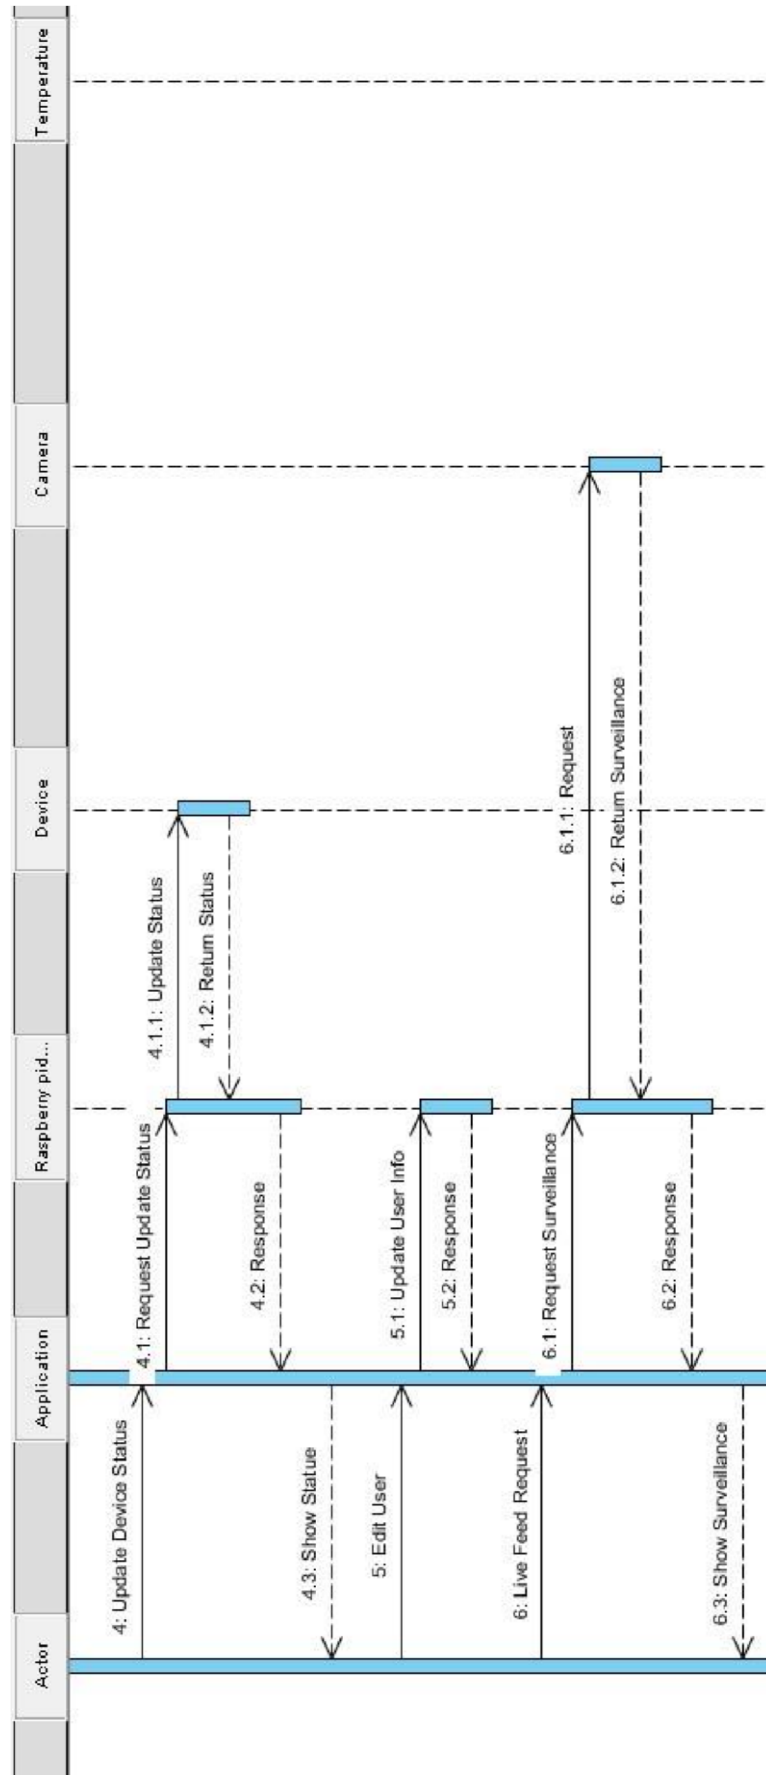 Actor
Application
Raspberry pid...
Device
Camera
Temperature
4: Update Device Status
4.1: Request Update Status
4.1.1: Update Status
4.1.2: Return Status
4.2: Response
4.3: Show Statue
5: Edit User
5.1: Update User Info
5.2: Response
6: Live Feed Request
6.1: Request Surveillance
6.1.1: Request
6.1.2: Return Surveillance
6.2: Response
6.3: Show Surveillance